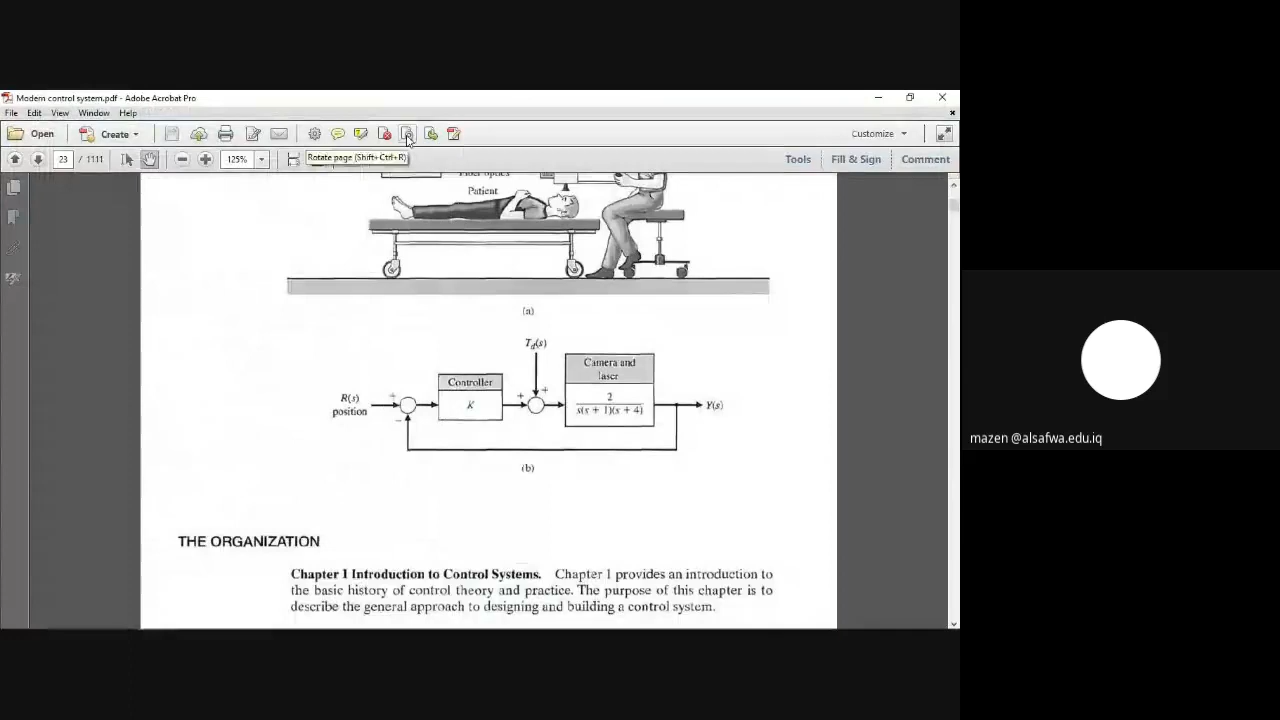 Modern control system.pdf - Adobe Acrobat Pro
File Edit View Window Help
Open Create Customize
23 / 1111 125% Tools Fill & Sign Comment
Rotate page (Shift+Ctrl+R)
Fiber optics
Patient
(a)
Td(s)
Camera and
laser
Controller
R(s)
position
+
−
K
+
+
2
s(s + 1)(s + 4)
Y(s)
(b)
THE ORGANIZATION
Chapter 1 Introduction to Control Systems. Chapter 1 provides an introduction to
the basic history of control theory and practice. The purpose of this chapter is to
describe the general approach to designing and building a control system.
mazen @alsafwa.edu.iq